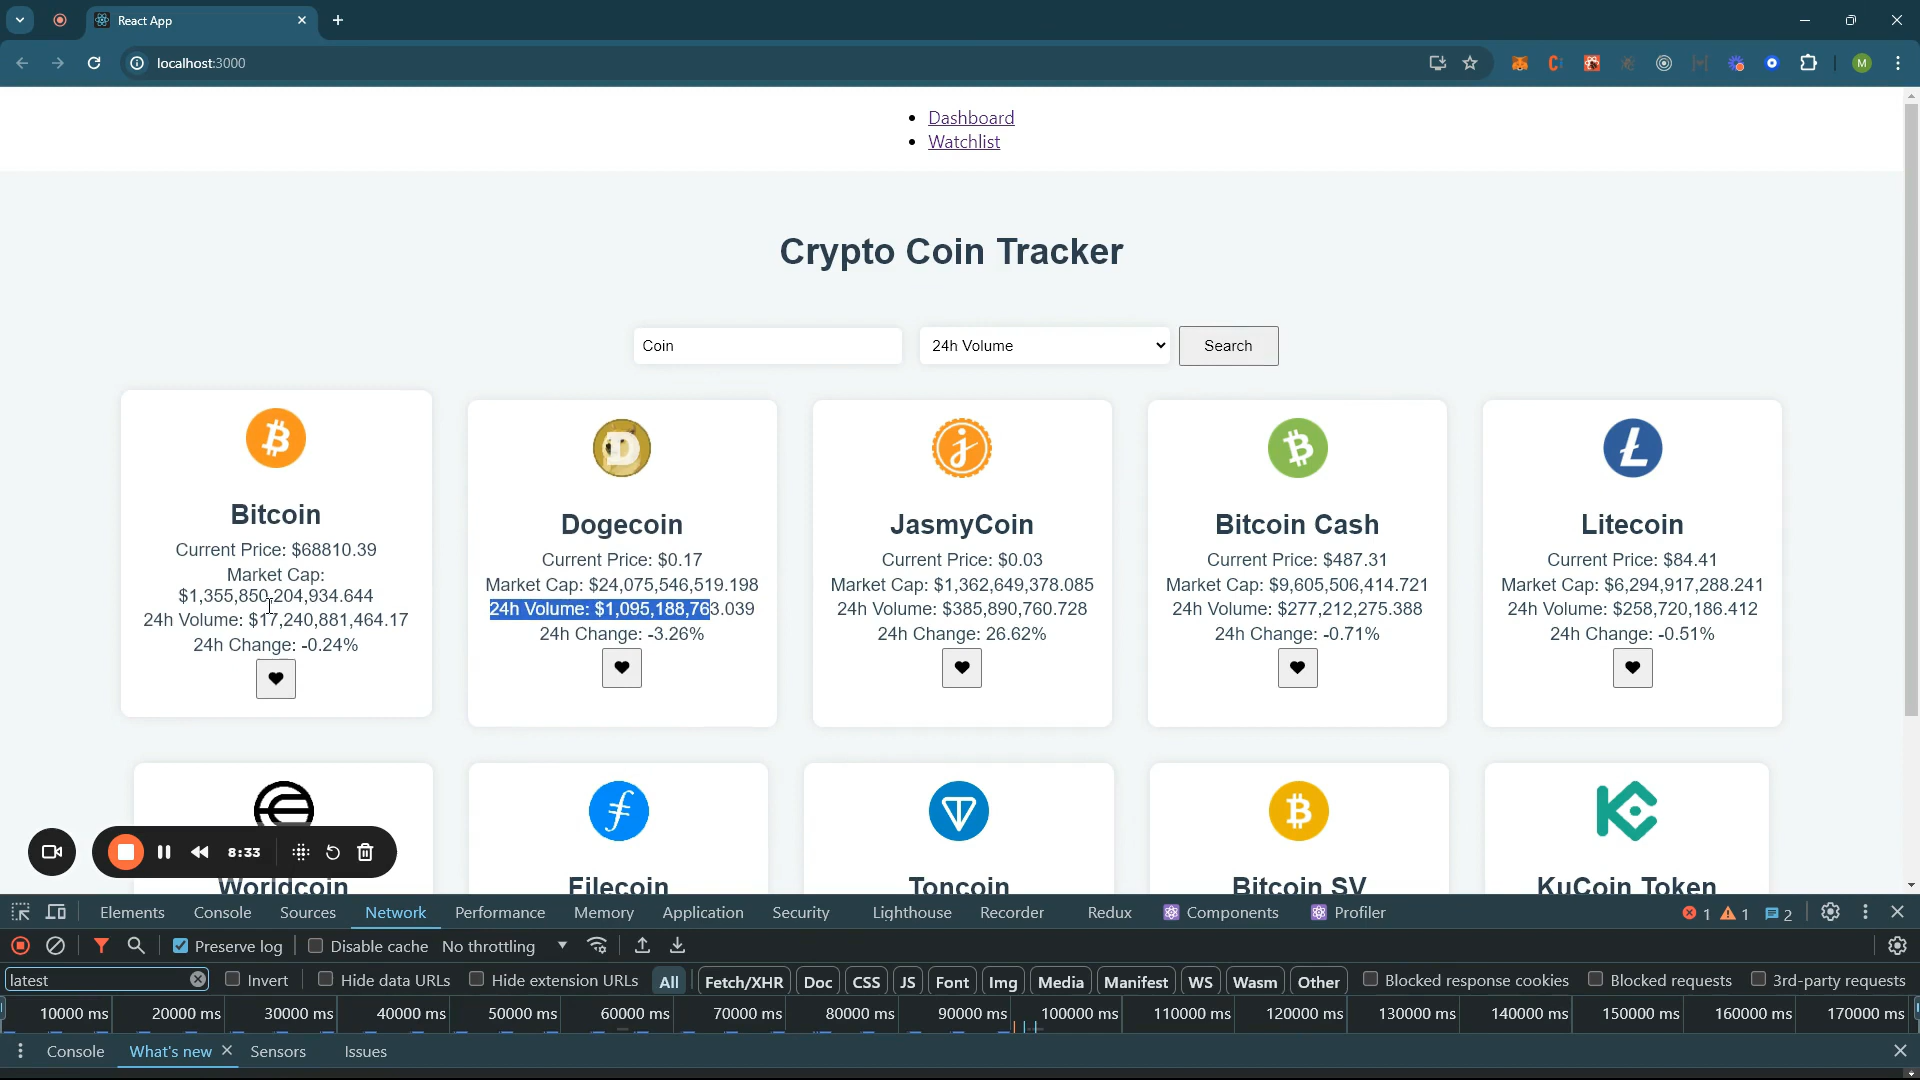 React App
localhost:3000
M
Dashboard
Watchlist
Crypto Coin Tracker
Coin
24h Volume
Search
Bitcoin
Current Price: $68810.39
Market Cap:
$1,355,850,204,934.644
24h Volume: $17,240,881,464.17
24h Change: -0.24%
Dogecoin
Current Price: $0.17
Market Cap: $24,075,546,519.198
24h Volume: $1,095,188,763.039
24h Change: -3.26%
JasmyCoin
Current Price: $0.03
Market Cap: $1,362,649,378.085
24h Volume: $385,890,760.728
24h Change: 26.62%
Bitcoin Cash
Current Price: $487.31
Market Cap: $9,605,506,414.721
24h Volume: $277,212,275.388
24h Change: -0.71%
Litecoin
Current Price: $84.41
Market Cap: $6,294,917,288.241
24h Volume: $258,720,186.412
24h Change: -0.51%
8:33
Worldcoin
Filecoin
Toncoin
Bitcoin SV
KuCoin Token
Elements Console Sources Network Performance Memory Application Security Lighthouse Recorder Redux Components Profiler 1 1 2
Preserve log Disable cache No throttling
latest Invert Hide data URLs Hide extension URLs All Fetch/XHR Doc CSS JS Font Img Media Manifest WS Wasm Other Blocked response cookies Blocked requests 3rd-party requests
10000 ms 20000 ms 30000 ms 40000 ms 50000 ms 60000 ms 70000 ms 80000 ms 90000 ms 100000 ms 110000 ms 120000 ms 130000 ms 140000 ms 150000 ms 160000 ms 170000 ms
Console What's new Sensors Issues